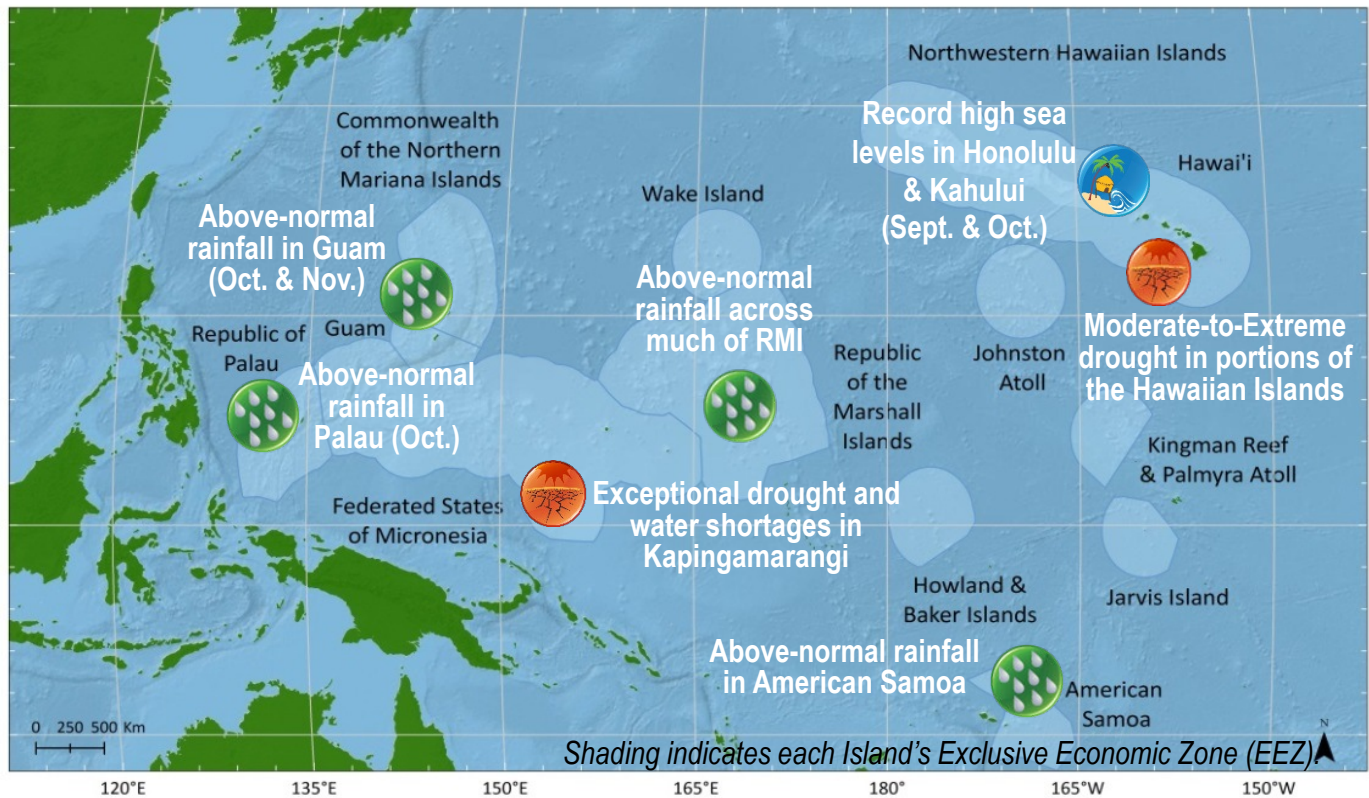 Northwestern Hawaiian Islands
Record high sea
levels in Honolulu
& Kahului
(Sept. & Oct.)
Hawai'i
Commonwealth
of the Northern
Mariana Islands
Wake Island
Above-normal
rainfall in Guam
(Oct. & Nov.)
Above-normal
rainfall across
much of RMI
Guam
Republic of
Palau
Above-normal
rainfall in
Palau (Oct.)
Republic
of the
Marshall
Islands
Johnston
Atoll
Moderate-to-Extreme
drought in portions of
the Hawaiian Islands
Kingman Reef
& Palmyra Atoll
Federated States
of Micronesia
Exceptional drought and
water shortages in
Kapingamarangi
Howland &
Baker Islands
Jarvis Island
Above-normal rainfall
in American Samoa
American
Samoa
0 250 500 Km
N
Shading indicates each Island's Exclusive Economic Zone (EEZ).
120°E 135°E 150°E 165°E 180° 165°W 150°W